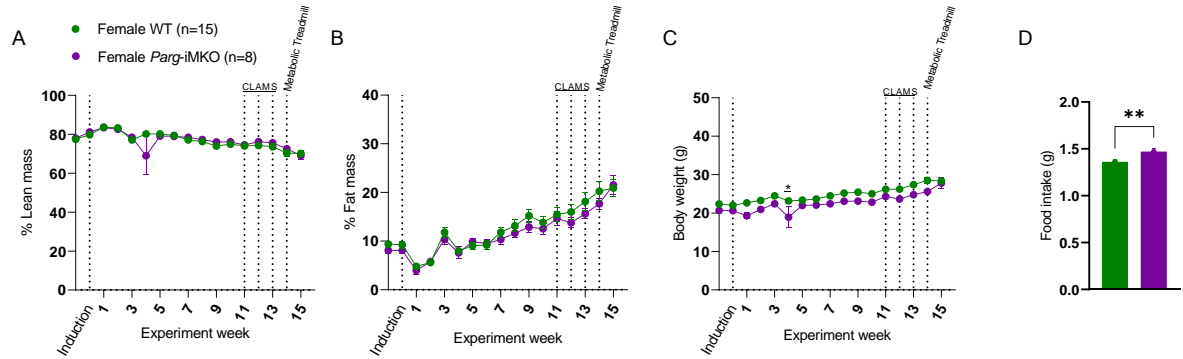 A
Female WT (n=15)
Female Parg-iMKO (n=8)
CLAMS
Metabolic Treadmill
100
80
60
40
20
0
% Lean mass
Induction
1
3
5
7
9
11
13
15
Experiment week
B
CLAMS
Metabolic Treadmill
40
30
20
10
0
% Fat mass
Induction
1
3
5
7
9
11
13
15
Experiment week
C
CLAMS
Metabolic Treadmill
50
40
30
20
10
0
Body weight (g)
*
Induction
1
3
5
7
9
11
13
15
Experiment week
D
2.0
1.5
1.0
0.5
0.0
Food intake (g)
**